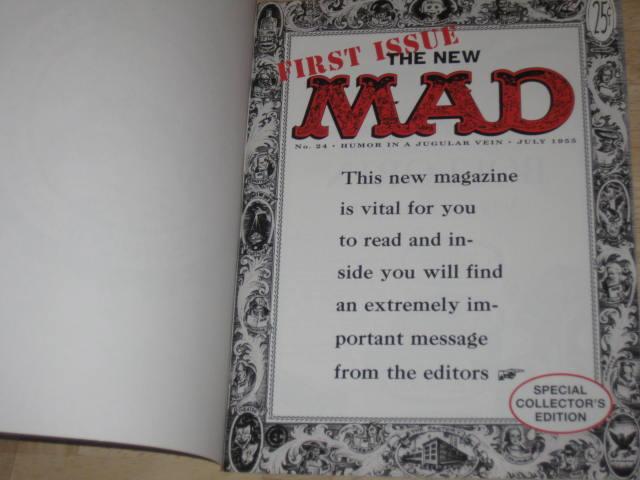 25¢
FIRST ISSUE
THE NEW
MAD
No. 24 • HUMOR IN A JUGULAR VEIN • JULY 1955
This new magazine
is vital for you
to read and in-
side you will find
an extremely im-
portant message
from the editors
SPECIAL
COLLECTOR'S
EDITION